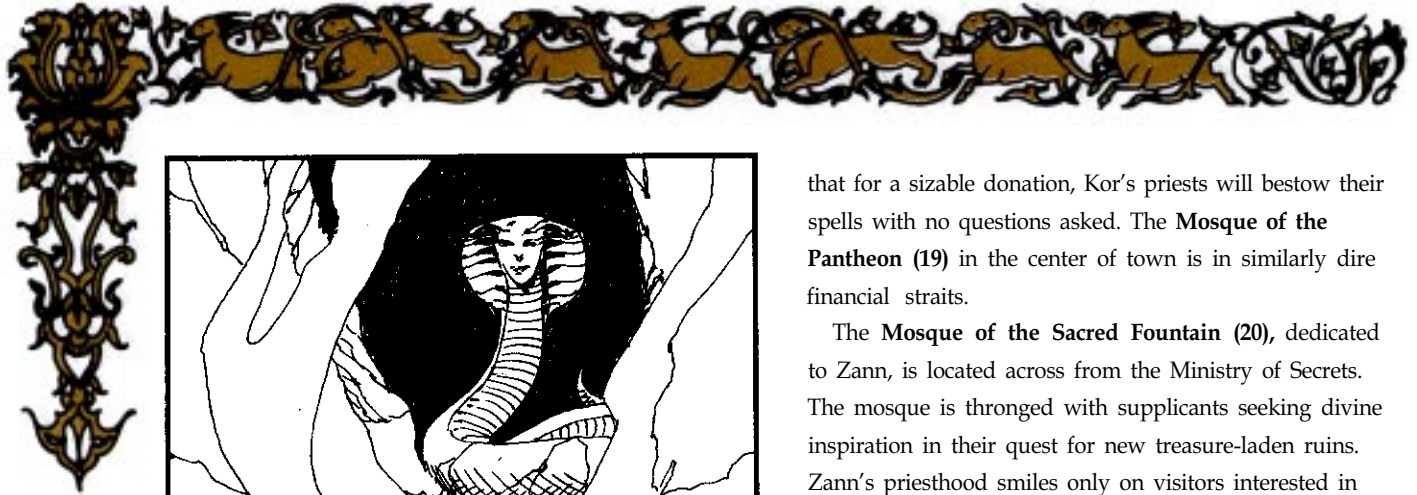 that for a sizable donation, Kor’s priests will bestow their
spells with no questions asked. The Mosque of the
Pantheon (19) in the center of town is in similarly dire
financial straits.
The Mosque of the Sacred Fountain (20), dedicated
to Zann, is located across from the Ministry of Secrets.
The mosque is thronged with supplicants seeking divine
inspiration in their quest for new treasure-laden ruins.
Zann’s priesthood smiles only on visitors interested in